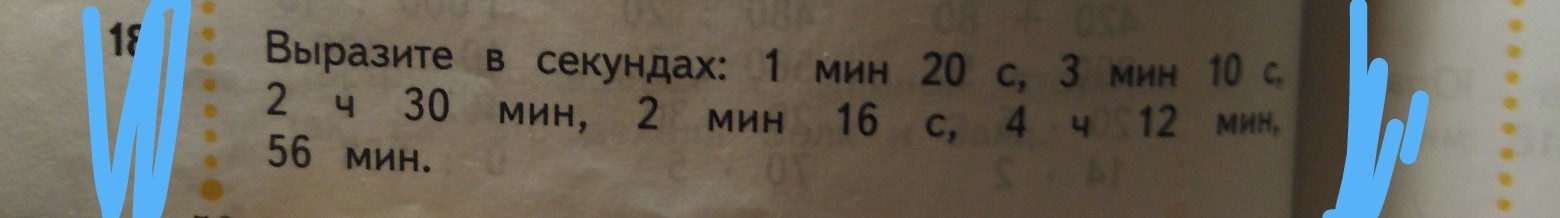 18
Выразите в секундах: 1 мин 20 с, 3 мин 10 с,
2 ч 30 мин, 2 мин 16 с, 4 ч 12 мин,
56 мин.